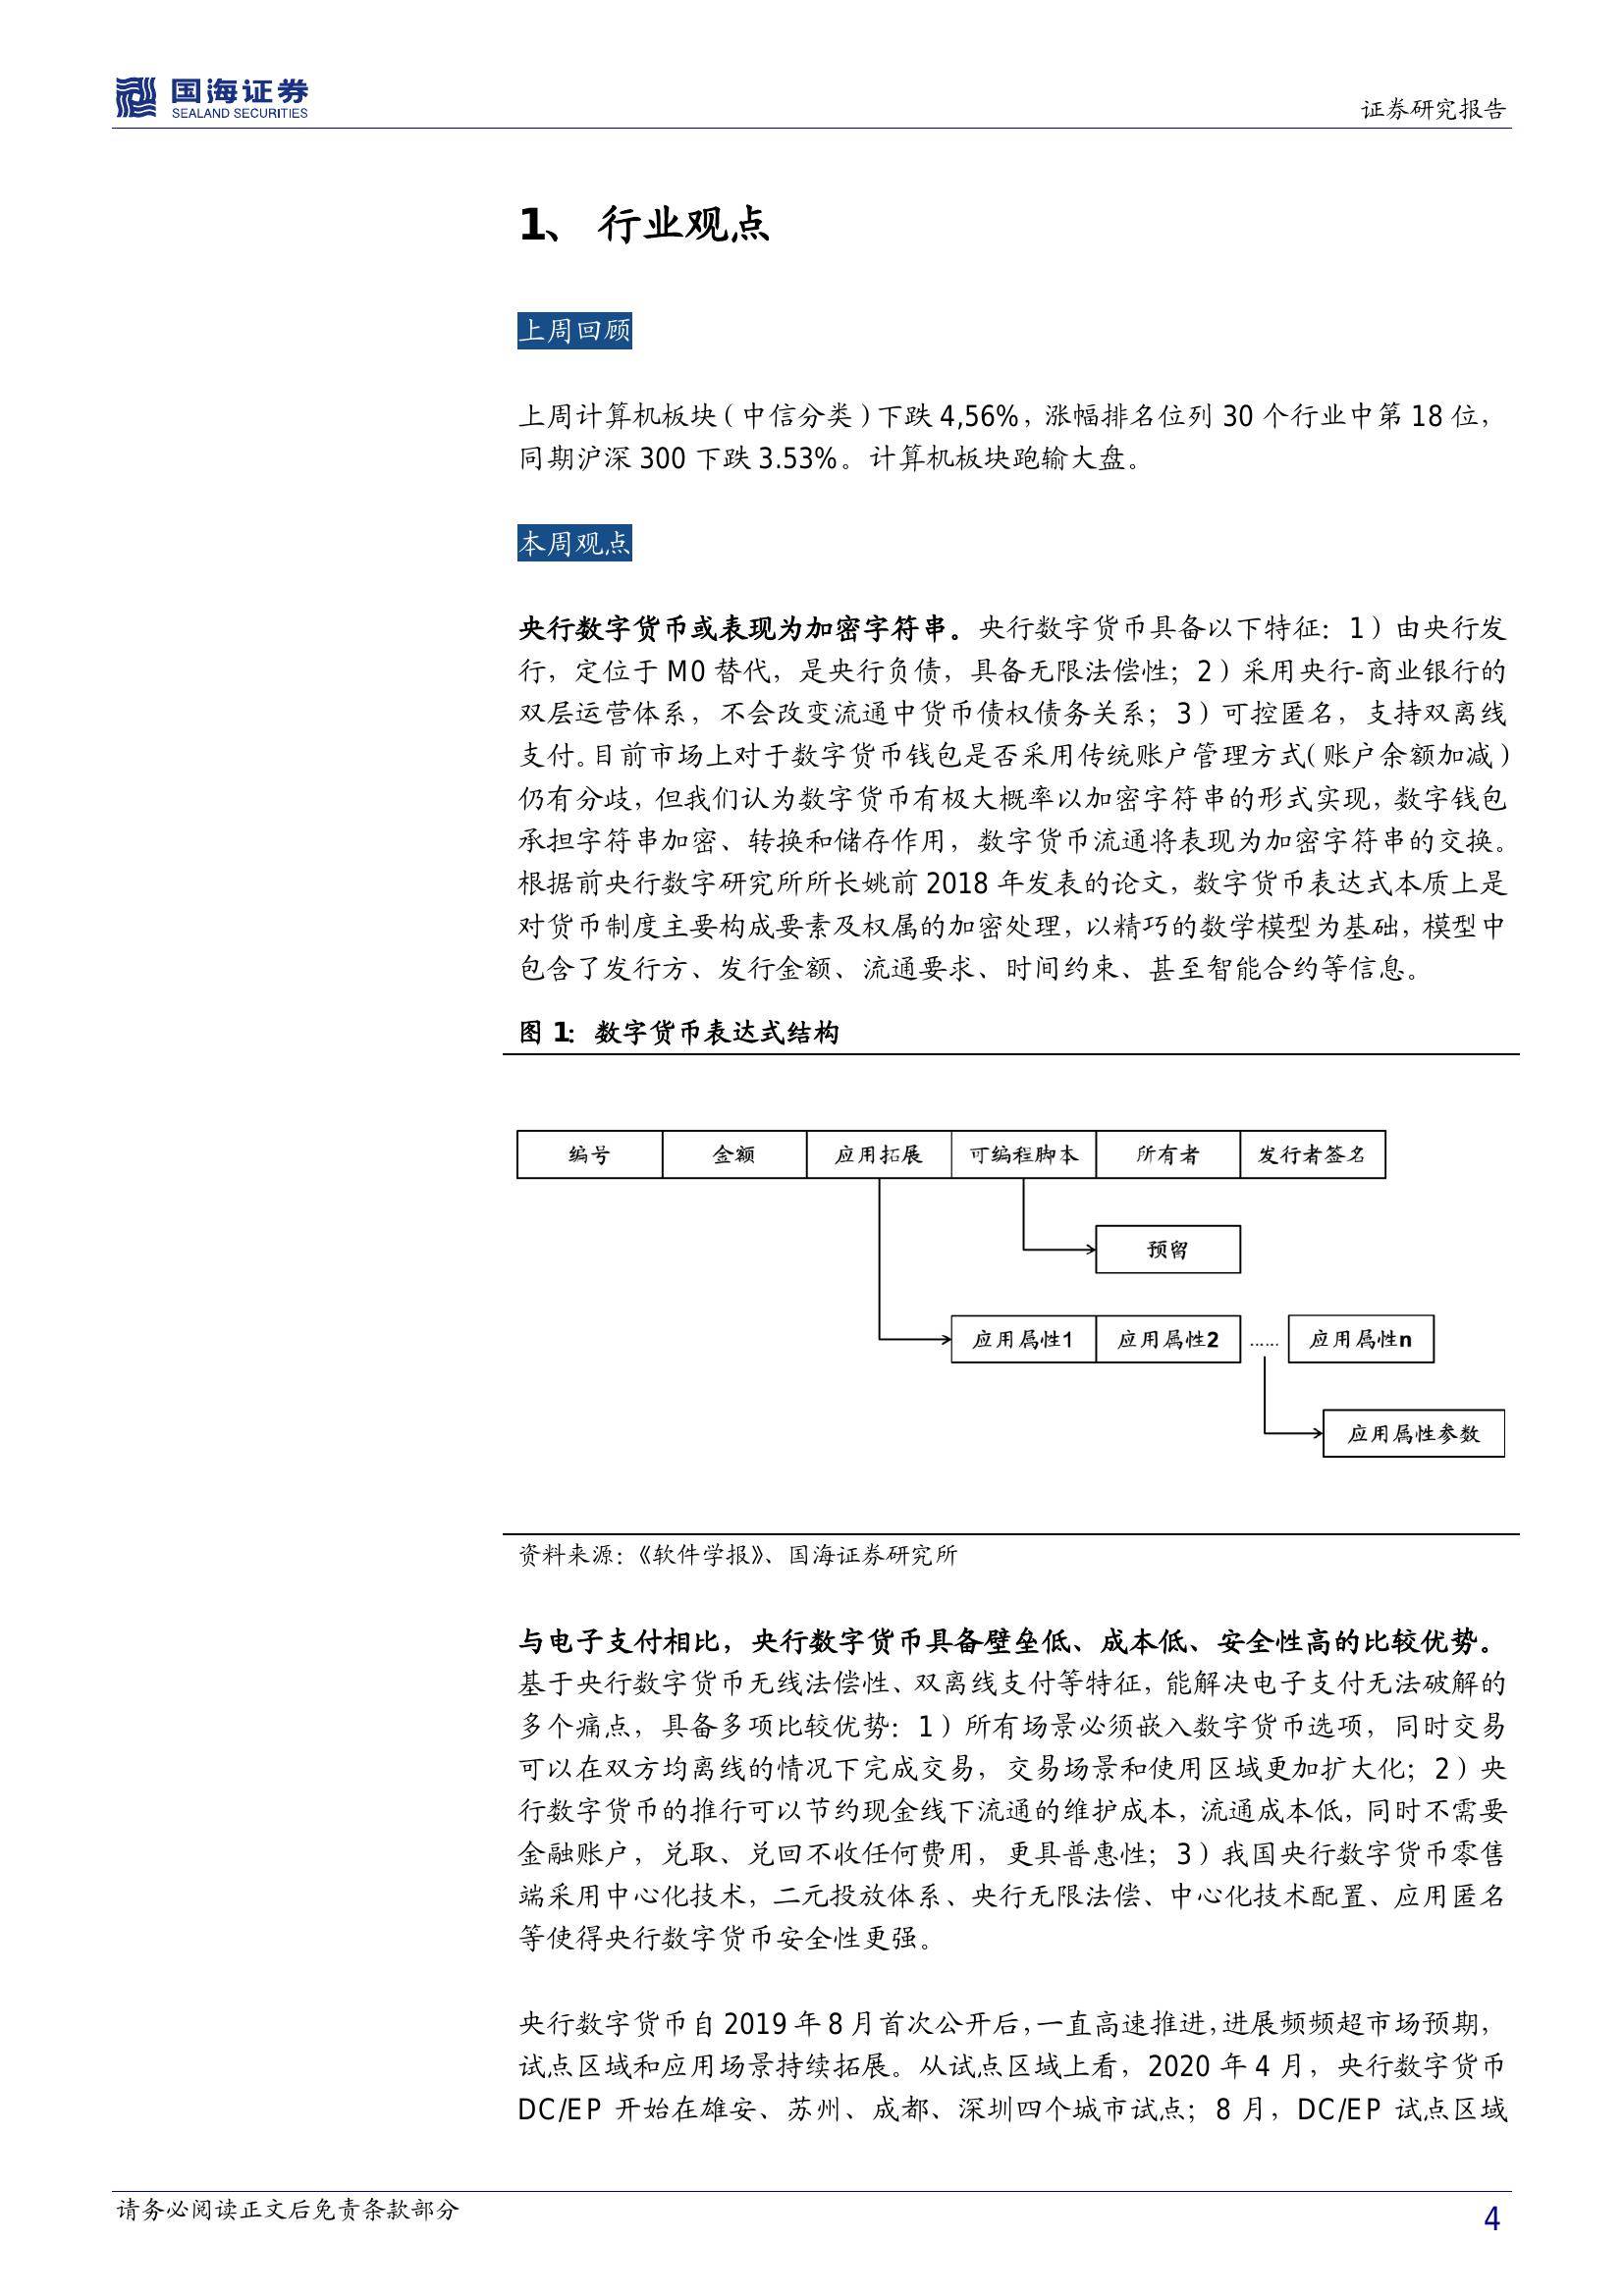 国海证券
SEALAND SECURITIES
证券研究报告
1、 行业观点
上周回顾
上周计算机板块（中信分类）下跌 4,56%，涨幅排名位列 30 个行业中第 18 位，
同期沪深 300 下跌 3.53%。计算机板块跑输大盘。
本周观点
央行数字货币或表现为加密字符串。央行数字货币具备以下特征：1）由央行发
行，定位于 M0 替代，是央行负债，具备无限法偿性；2）采用央行-商业银行的
双层运营体系，不会改变流通中货币债权债务关系；3）可控匿名，支持双离线
支付。目前市场上对于数字货币钱包是否采用传统账户管理方式（账户余额加减）
仍有分歧，但我们认为数字货币有极大概率以加密字符串的形式实现，数字钱包
承担字符串加密、转换和储存作用，数字货币流通将表现为加密字符串的交换。
根据前央行数字研究所所长姚前 2018 年发表的论文，数字货币表达式本质上是
对货币制度主要构成要素及权属的加密处理，以精巧的数学模型为基础，模型中
包含了发行方、发行金额、流通要求、时间约束、甚至智能合约等信息。
图 1：数字货币表达式结构
编号 金额 应用拓展 可编程脚本 所有者 发行者签名
预留
应用属性1 应用属性2 …… 应用属性n
应用属性参数
资料来源：《软件学报》、国海证券研究所
与电子支付相比，央行数字货币具备壁垒低、成本低、安全性高的比较优势。
基于央行数字货币无线法偿性、双离线支付等特征，能解决电子支付无法破解的
多个痛点，具备多项比较优势：1）所有场景必须嵌入数字货币选项，同时交易
可以在双方均离线的情况下完成交易，交易场景和使用区域更加扩大化；2）央
行数字货币的推行可以节约现金线下流通的维护成本，流通成本低，同时不需要
金融账户，兑取、兑回不收任何费用，更具普惠性；3）我国央行数字货币零售
端采用中心化技术，二元投放体系、央行无限法偿、中心化技术配置、应用匿名
等使得央行数字货币安全性更强。
央行数字货币自 2019 年 8 月首次公开后，一直高速推进，进展频频超市场预期，
试点区域和应用场景持续拓展。从试点区域上看，2020 年 4 月，央行数字货币
DC/EP 开始在雄安、苏州、成都、深圳四个城市试点；8 月，DC/EP 试点区域
请务必阅读正文后免责条款部分
4